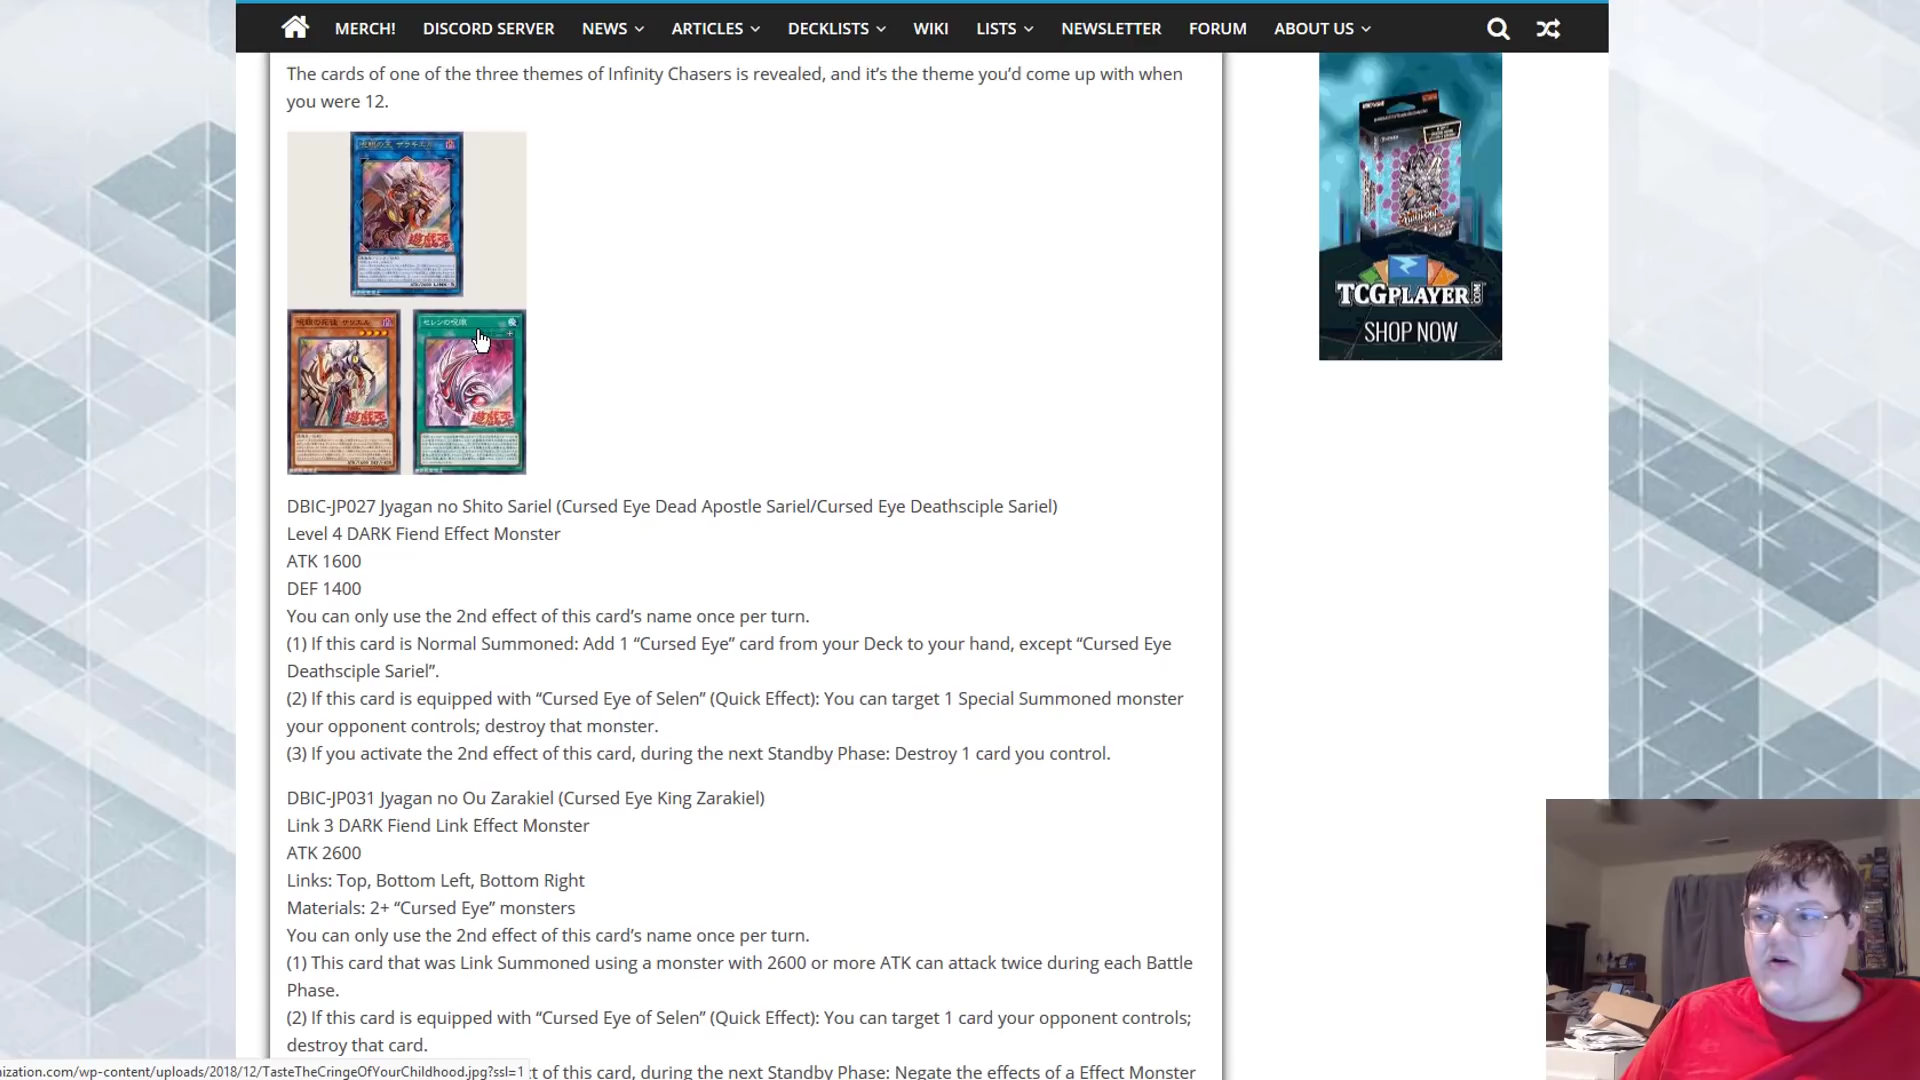 MERCH! DISCORD SERVER NEWS ARTICLES DECKLISTS WIKI LISTS NEWSLETTER FORUM ABOUT US
The cards of one of the three themes of Infinity Chasers is revealed, and it’s the theme you’d come up with when
you were 12.
セレンの呪眼
TCGPLAYER.COM
SHOP NOW
DBIC-JP027 Jyagan no Shito Sariel (Cursed Eye Dead Apostle Sariel/Cursed Eye Deathsciple Sariel)
Level 4 DARK Fiend Effect Monster
ATK 1600
DEF 1400
You can only use the 2nd effect of this card’s name once per turn.
(1) If this card is Normal Summoned: Add 1 “Cursed Eye” card from your Deck to your hand, except “Cursed Eye
Deathsciple Sariel”.
(2) If this card is equipped with “Cursed Eye of Selen” (Quick Effect): You can target 1 Special Summoned monster
your opponent controls; destroy that monster.
(3) If you activate the 2nd effect of this card, during the next Standby Phase: Destroy 1 card you control.
DBIC-JP031 Jyagan no Ou Zarakiel (Cursed Eye King Zarakiel)
Link 3 DARK Fiend Link Effect Monster
ATK 2600
Links: Top, Bottom Left, Bottom Right
Materials: 2+ “Cursed Eye” monsters
You can only use the 2nd effect of this card’s name once per turn.
(1) This card that was Link Summoned using a monster with 2600 or more ATK can attack twice during each Battle
Phase.
(2) If this card is equipped with “Cursed Eye of Selen” (Quick Effect): You can target 1 card your opponent controls;
destroy that card.
nization.com/wp-content/uploads/2018/12/TasteTheCringeOfYourChildhood.jpg?ssl=1
of this card, during the next Standby Phase: Negate the effects of a Effect Monster